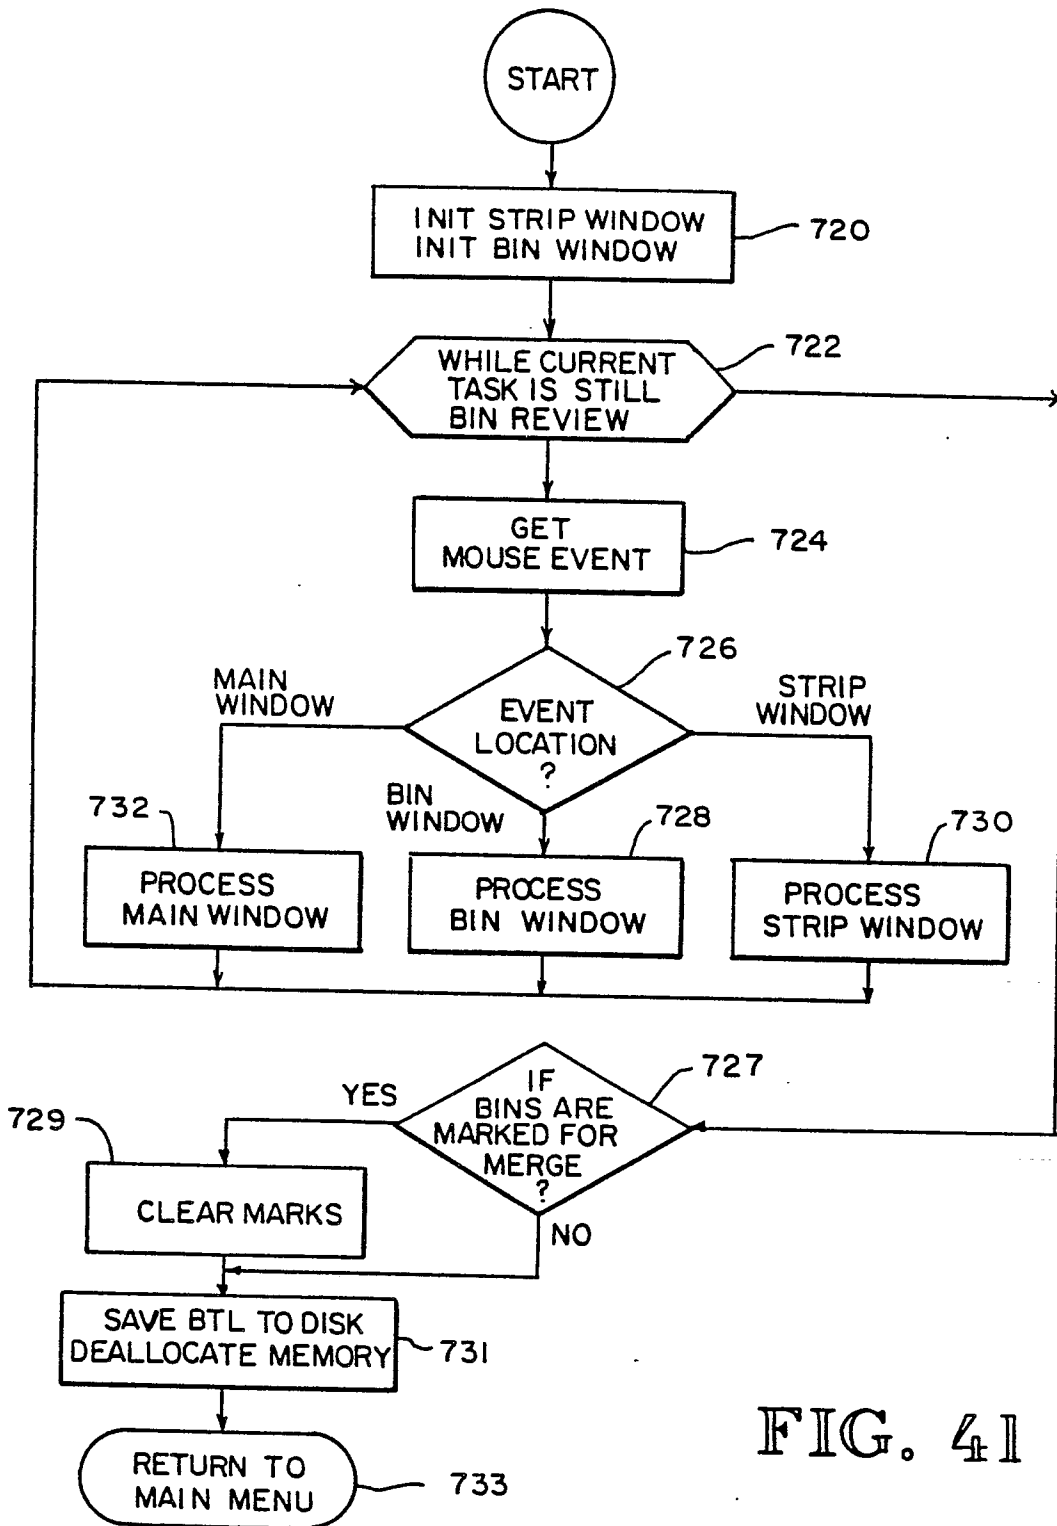 START
INIT STRIP WINDOW
INIT BIN WINDOW
720
WHILE CURRENT
TASK IS STILL
BIN REVIEW
722
GET
MOUSE EVENT
724
726
MAIN
WINDOW
EVENT
LOCATION
?
STRIP
WINDOW
BIN
WINDOW
732
728
730
PROCESS
MAIN WINDOW
PROCESS
BIN WINDOW
PROCESS
STRIP WINDOW
727
YES
IF
BINS ARE
MARKED FOR
MERGE
?
729
CLEAR MARKS
NO
SAVE BTL TO DISK
DEALLOCATE MEMORY
731
RETURN TO
MAIN MENU
733
FIG. 41